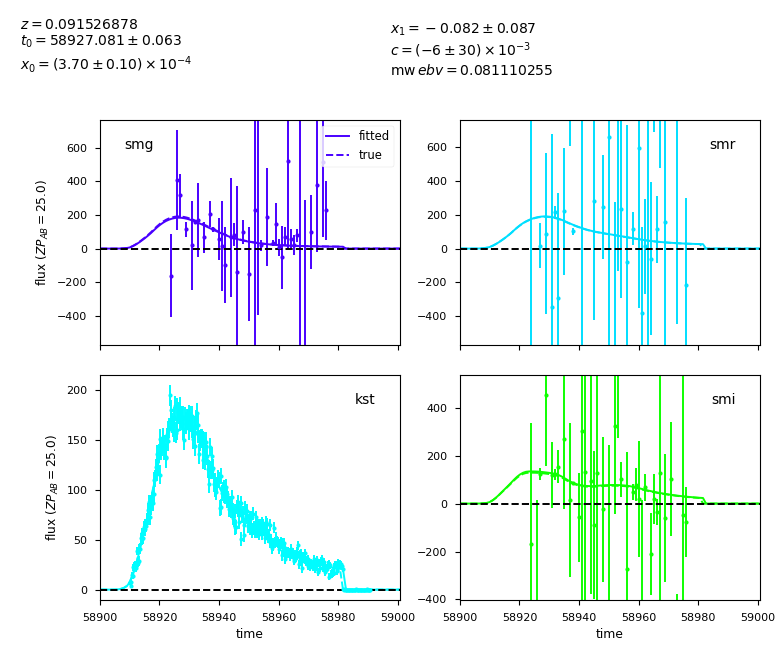 z = 0.091526878
t₀ = 58927.081 ± 0.063
x₀ = (3.70 ± 0.10) × 10⁻⁴
x₁ = −0.082 ± 0.087
c = (−6 ± 30) × 10⁻³
mwebv = 0.081110255
smg
fitted
true
600
400
200
0
−200
−400
flux (ZP_AB = 25.0)
smr
600
400
200
0
−200
−400
kst
200
150
100
50
0
flux (ZP_AB = 25.0)
58900 58920 58940 58960 58980 59000
time
smi
400
200
0
−200
−400
58900 58920 58940 58960 58980 59000
time